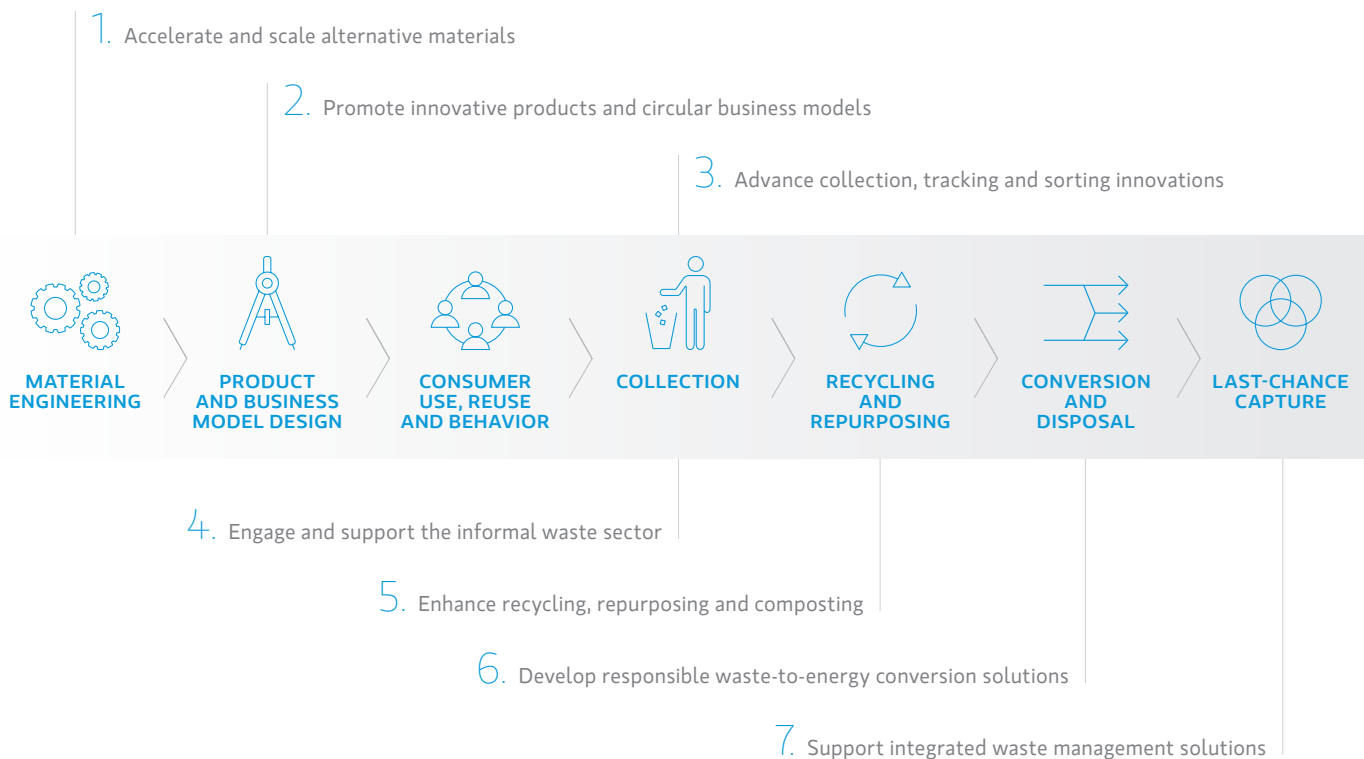 1. Accelerate and scale alternative materials
2. Promote innovative products and circular business models
3. Advance collection, tracking and sorting innovations
MATERIAL
ENGINEERING
PRODUCT
AND BUSINESS
MODEL DESIGN
CONSUMER
USE, REUSE
AND BEHAVIOR
COLLECTION
RECYCLING
AND
REPURPOSING
CONVERSION
AND
DISPOSAL
LAST-CHANCE
CAPTURE
4. Engage and support the informal waste sector
5. Enhance recycling, repurposing and composting
6. Develop responsible waste-to-energy conversion solutions
7. Support integrated waste management solutions